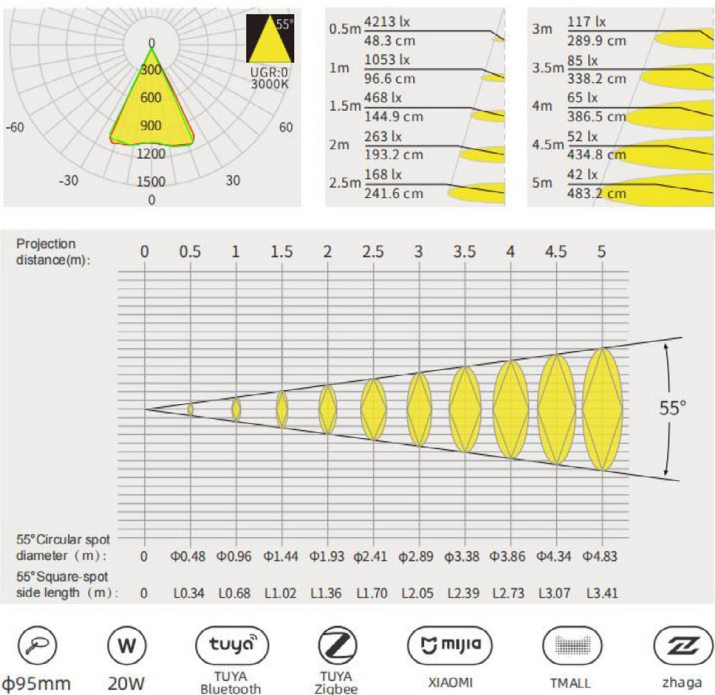 55°
UGR:0
3000K
0
300
600
900
1200
1500
0
-60
60
-30
30
0.5m
4213 lx
48.3 cm
1m
1053 lx
96.6 cm
1.5m
468 lx
144.9 cm
2m
263 lx
193.2 cm
2.5m
168 lx
241.6 cm
3m
117 lx
289.9 cm
3.5m
85 lx
338.2 cm
4m
65 lx
386.5 cm
4.5m
52 lx
434.8 cm
5m
42 lx
483.2 cm
Projection
distance(m):
0 0.5 1 1.5 2 2.5 3 3.5 4 4.5 5
55°
55°Circular spot
diameter（m）: 0 Φ0.48 Φ0.96 Φ1.44 Φ1.93 φ2.41 φ2.89 Φ3.38 Φ3.86 Φ4.34 Φ4.83
55°Square-spot
side length（m）: 0 L0.34 L0.68 L1.02 L1.36 L1.70 L2.05 L2.39 L2.73 L3.07 L3.41
W
tuya
mijia
ф95mm
20W
TUYA
Bluetooth
TUYA
Zigbee
XIAOMI
TMALL
zhaga